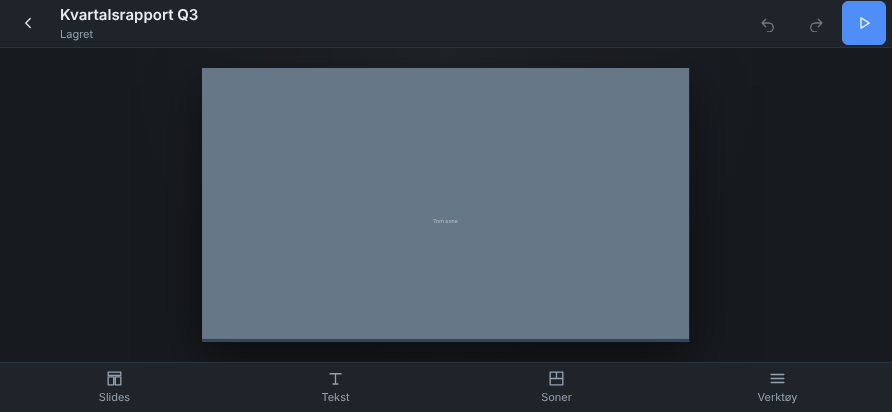 Kvartalsrapport Q3
Lagret
Tom sone
Slides
Tekst
Soner
Verktøy